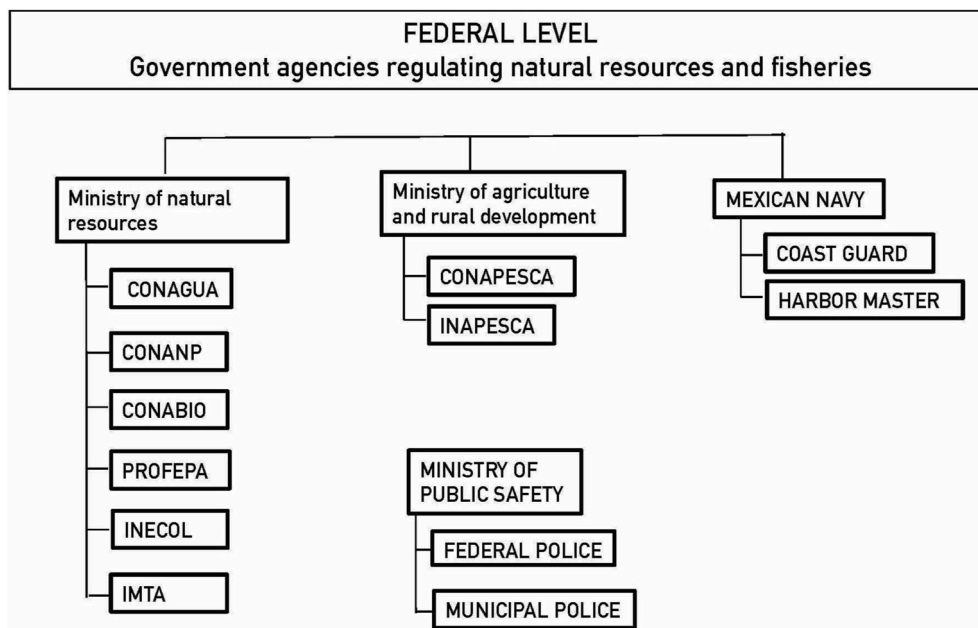 FEDERAL LEVEL
Government agencies regulating natural resources and fisheries
Ministry of natural
resources
CONAGUA
CONANP
CONABIO
PROFEPA
INECOL
IMTA
Ministry of agriculture
and rural development
CONAPESCA
INAPESCA
MINISTRY OF
PUBLIC SAFETY
FEDERAL POLICE
MUNICIPAL POLICE
MEXICAN NAVY
COAST GUARD
HARBOR MASTER